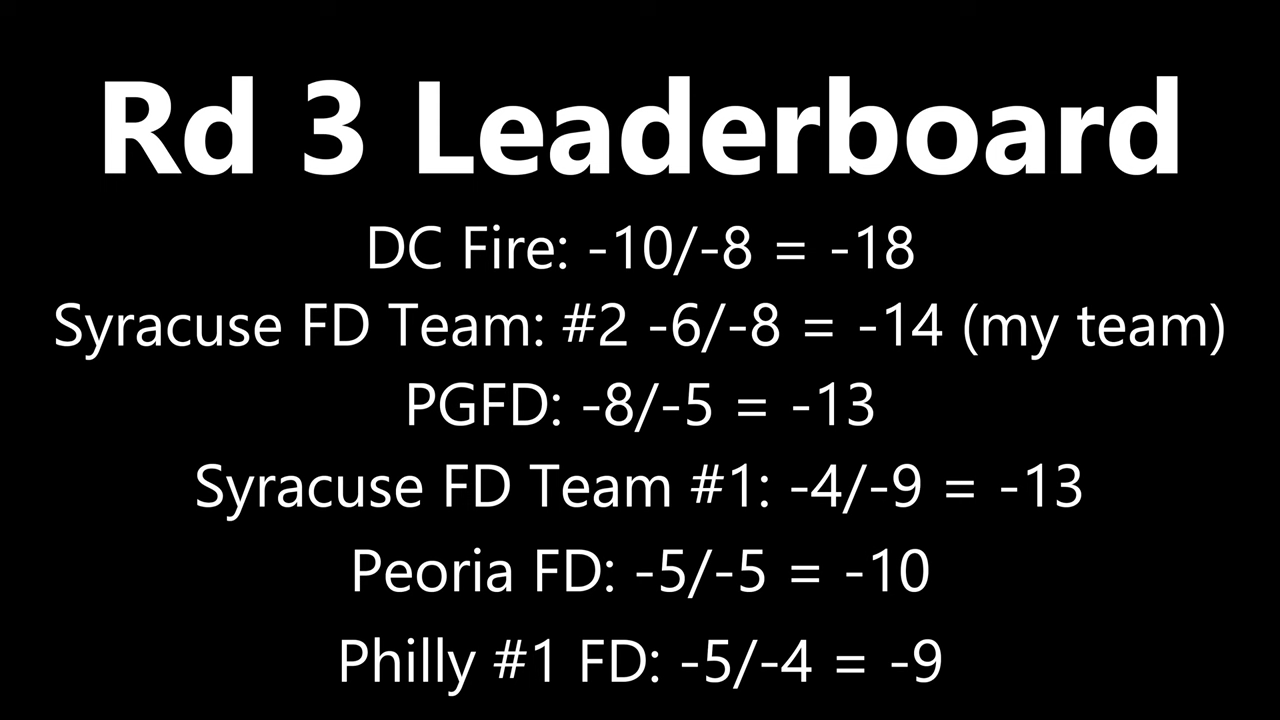 Rd 3 Leaderboard
DC Fire: -10/-8 = -18
Syracuse FD Team: #2 -6/-8 = -14 (my team)
PGFD: -8/-5 = -13
Syracuse FD Team #1: -4/-9 = -13
Peoria FD: -5/-5 = -10
Philly #1 FD: -5/-4 = -9